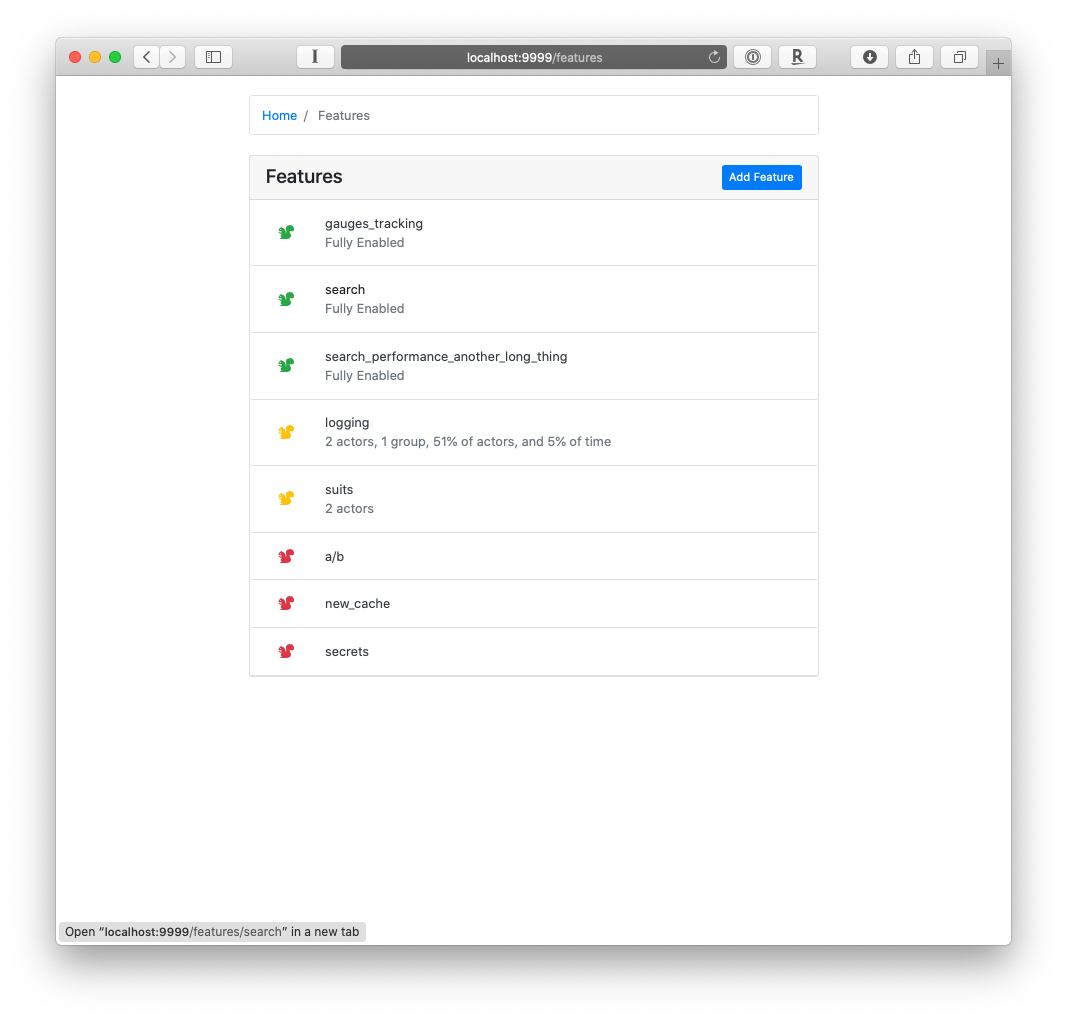 localhost:9999/features
Home / Features
Features
Add Feature
gauges_tracking
Fully Enabled
search
Fully Enabled
search_performance_another_long_thing
Fully Enabled
logging
2 actors, 1 group, 51% of actors, and 5% of time
suits
2 actors
a/b
new_cache
secrets
Open “localhost:9999/features/search” in a new tab